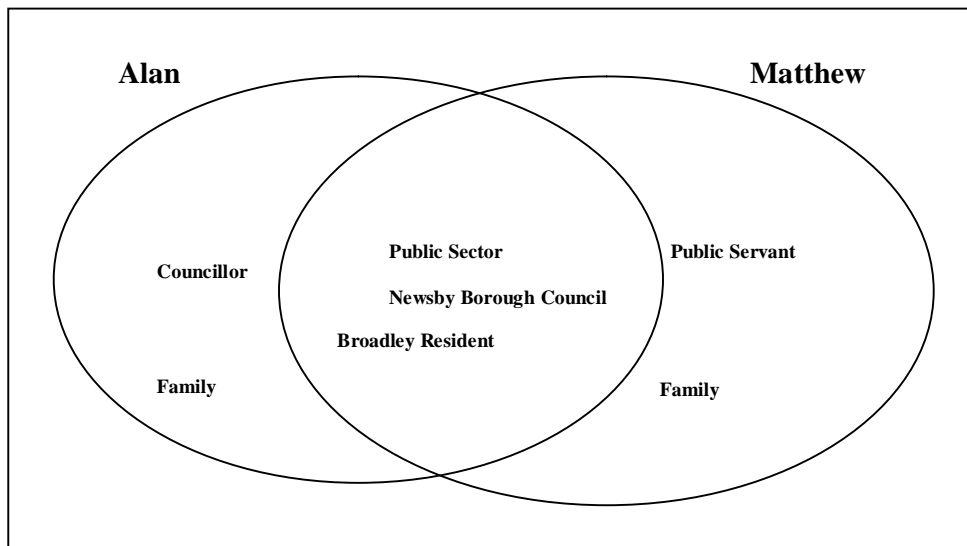 Alan
Matthew
Councillor
Family
Public Sector
Newsby Borough Council
Broadley Resident
Public Servant
Family